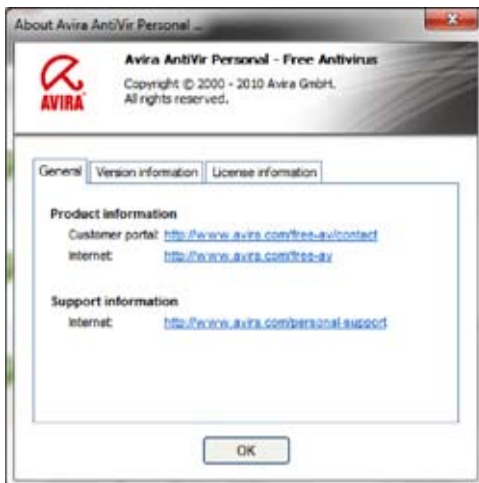 About Avira AntiVir Personal ...
AVIRA
Avira AntiVir Personal - Free Antivirus
Copyright © 2000 - 2010 Avira GmbH.
All rights reserved.
General Version information License information
Product information
Customer portal: http://www.avira.com/free-av/contact
Internet: http://www.avira.com/free-av
Support information
Internet: http://www.avira.com/personal-support
OK